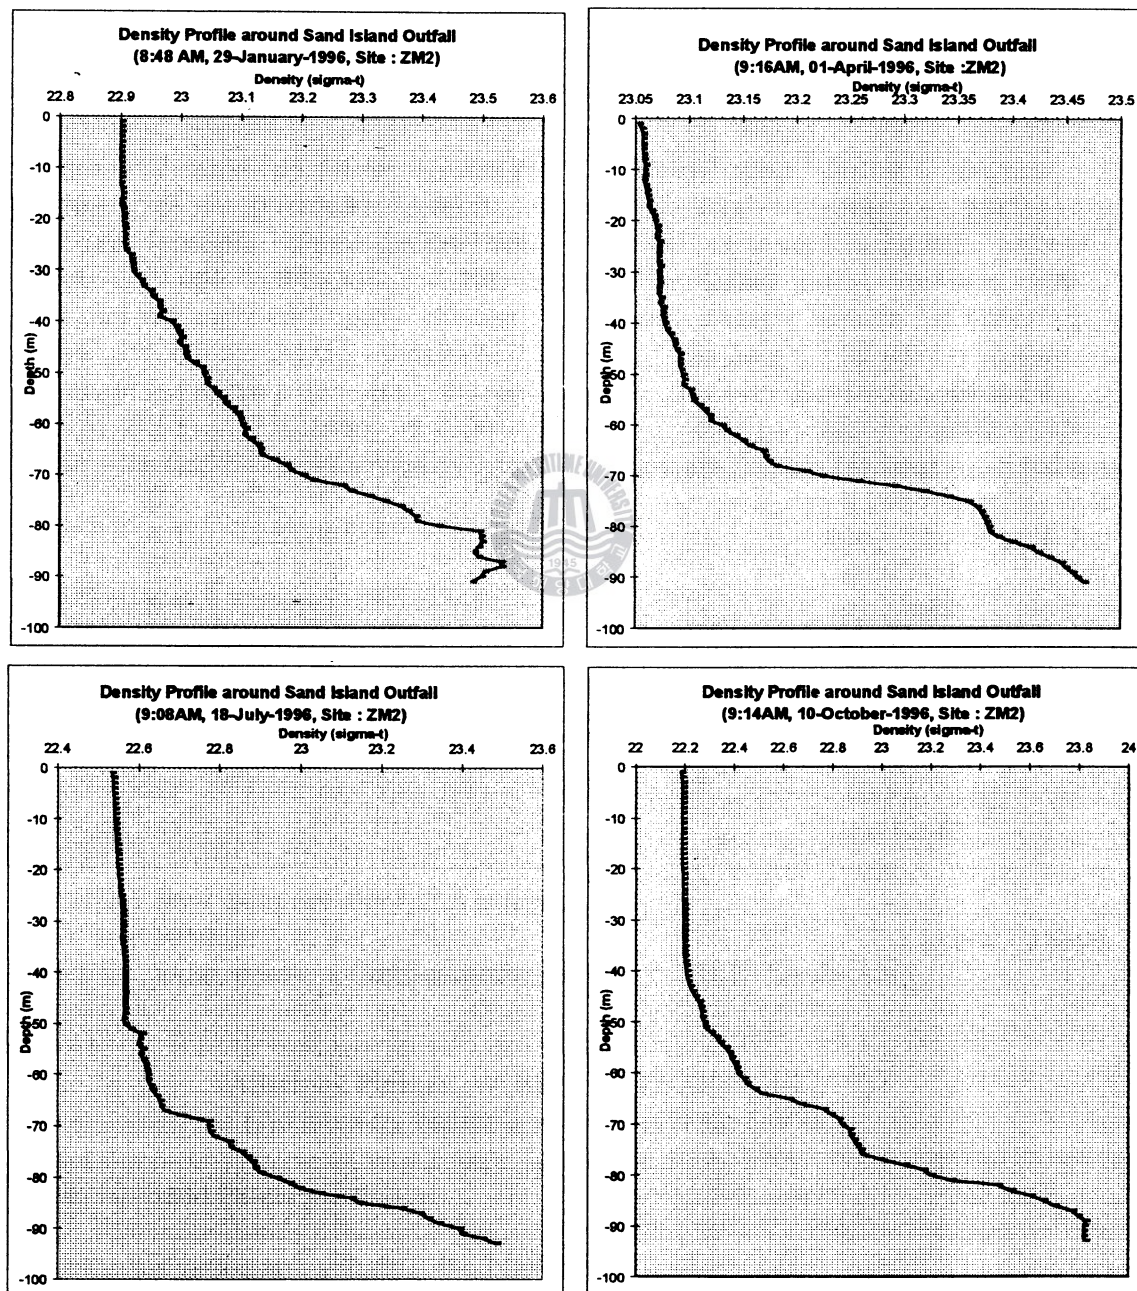 Density Profile around Sand Island Outfall
(8:48 AM, 29-January-1996, Site : ZM2)
Density (sigma-t)
22.8 22.9 23 23.1 23.2 23.3 23.4 23.5 23.6
0
-10
-20
-30
-40
-50
-60
-70
-80
-90
-100
Depth (m)
Density Profile around Sand Island Outfall
(9:16AM, 01-April-1996, Site :ZM2)
Density (sigma-t)
23.05 23.1 23.15 23.2 23.25 23.3 23.35 23.4 23.45 23.5
0
-10
-20
-30
-40
-50
-60
-70
-80
-90
-100
Depth (m)
1945
Density Profile around Sand Island Outfall
(9:08AM, 18-July-1996, Site : ZM2)
Density (sigma-t)
22.4 22.6 22.8 23 23.2 23.4 23.6
0
-10
-20
-30
-40
-50
-60
-70
-80
-90
-100
Depth (m)
Density Profile around Sand Island Outfall
(9:14AM, 10-October-1996, Site : ZM2)
Density (sigma-t)
22 22.2 22.4 22.6 22.8 23 23.2 23.4 23.6 23.8 24
0
-10
-20
-30
-40
-50
-60
-70
-80
-90
-100
Depth (m)